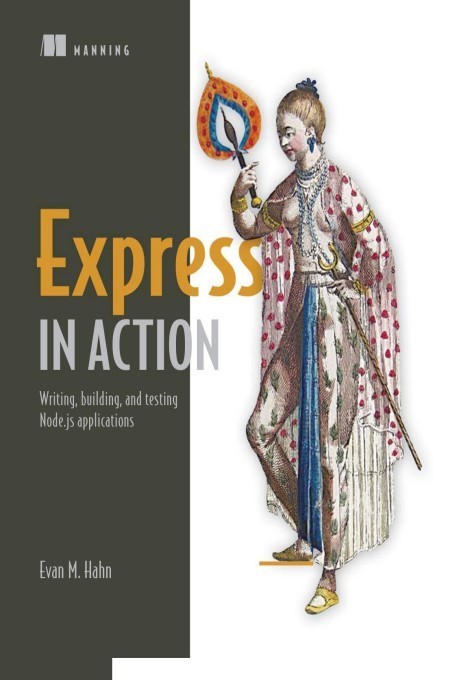 MANNING
Express
IN ACTION
Writing, building, and testing
Node.js applications
Evan M. Hahn